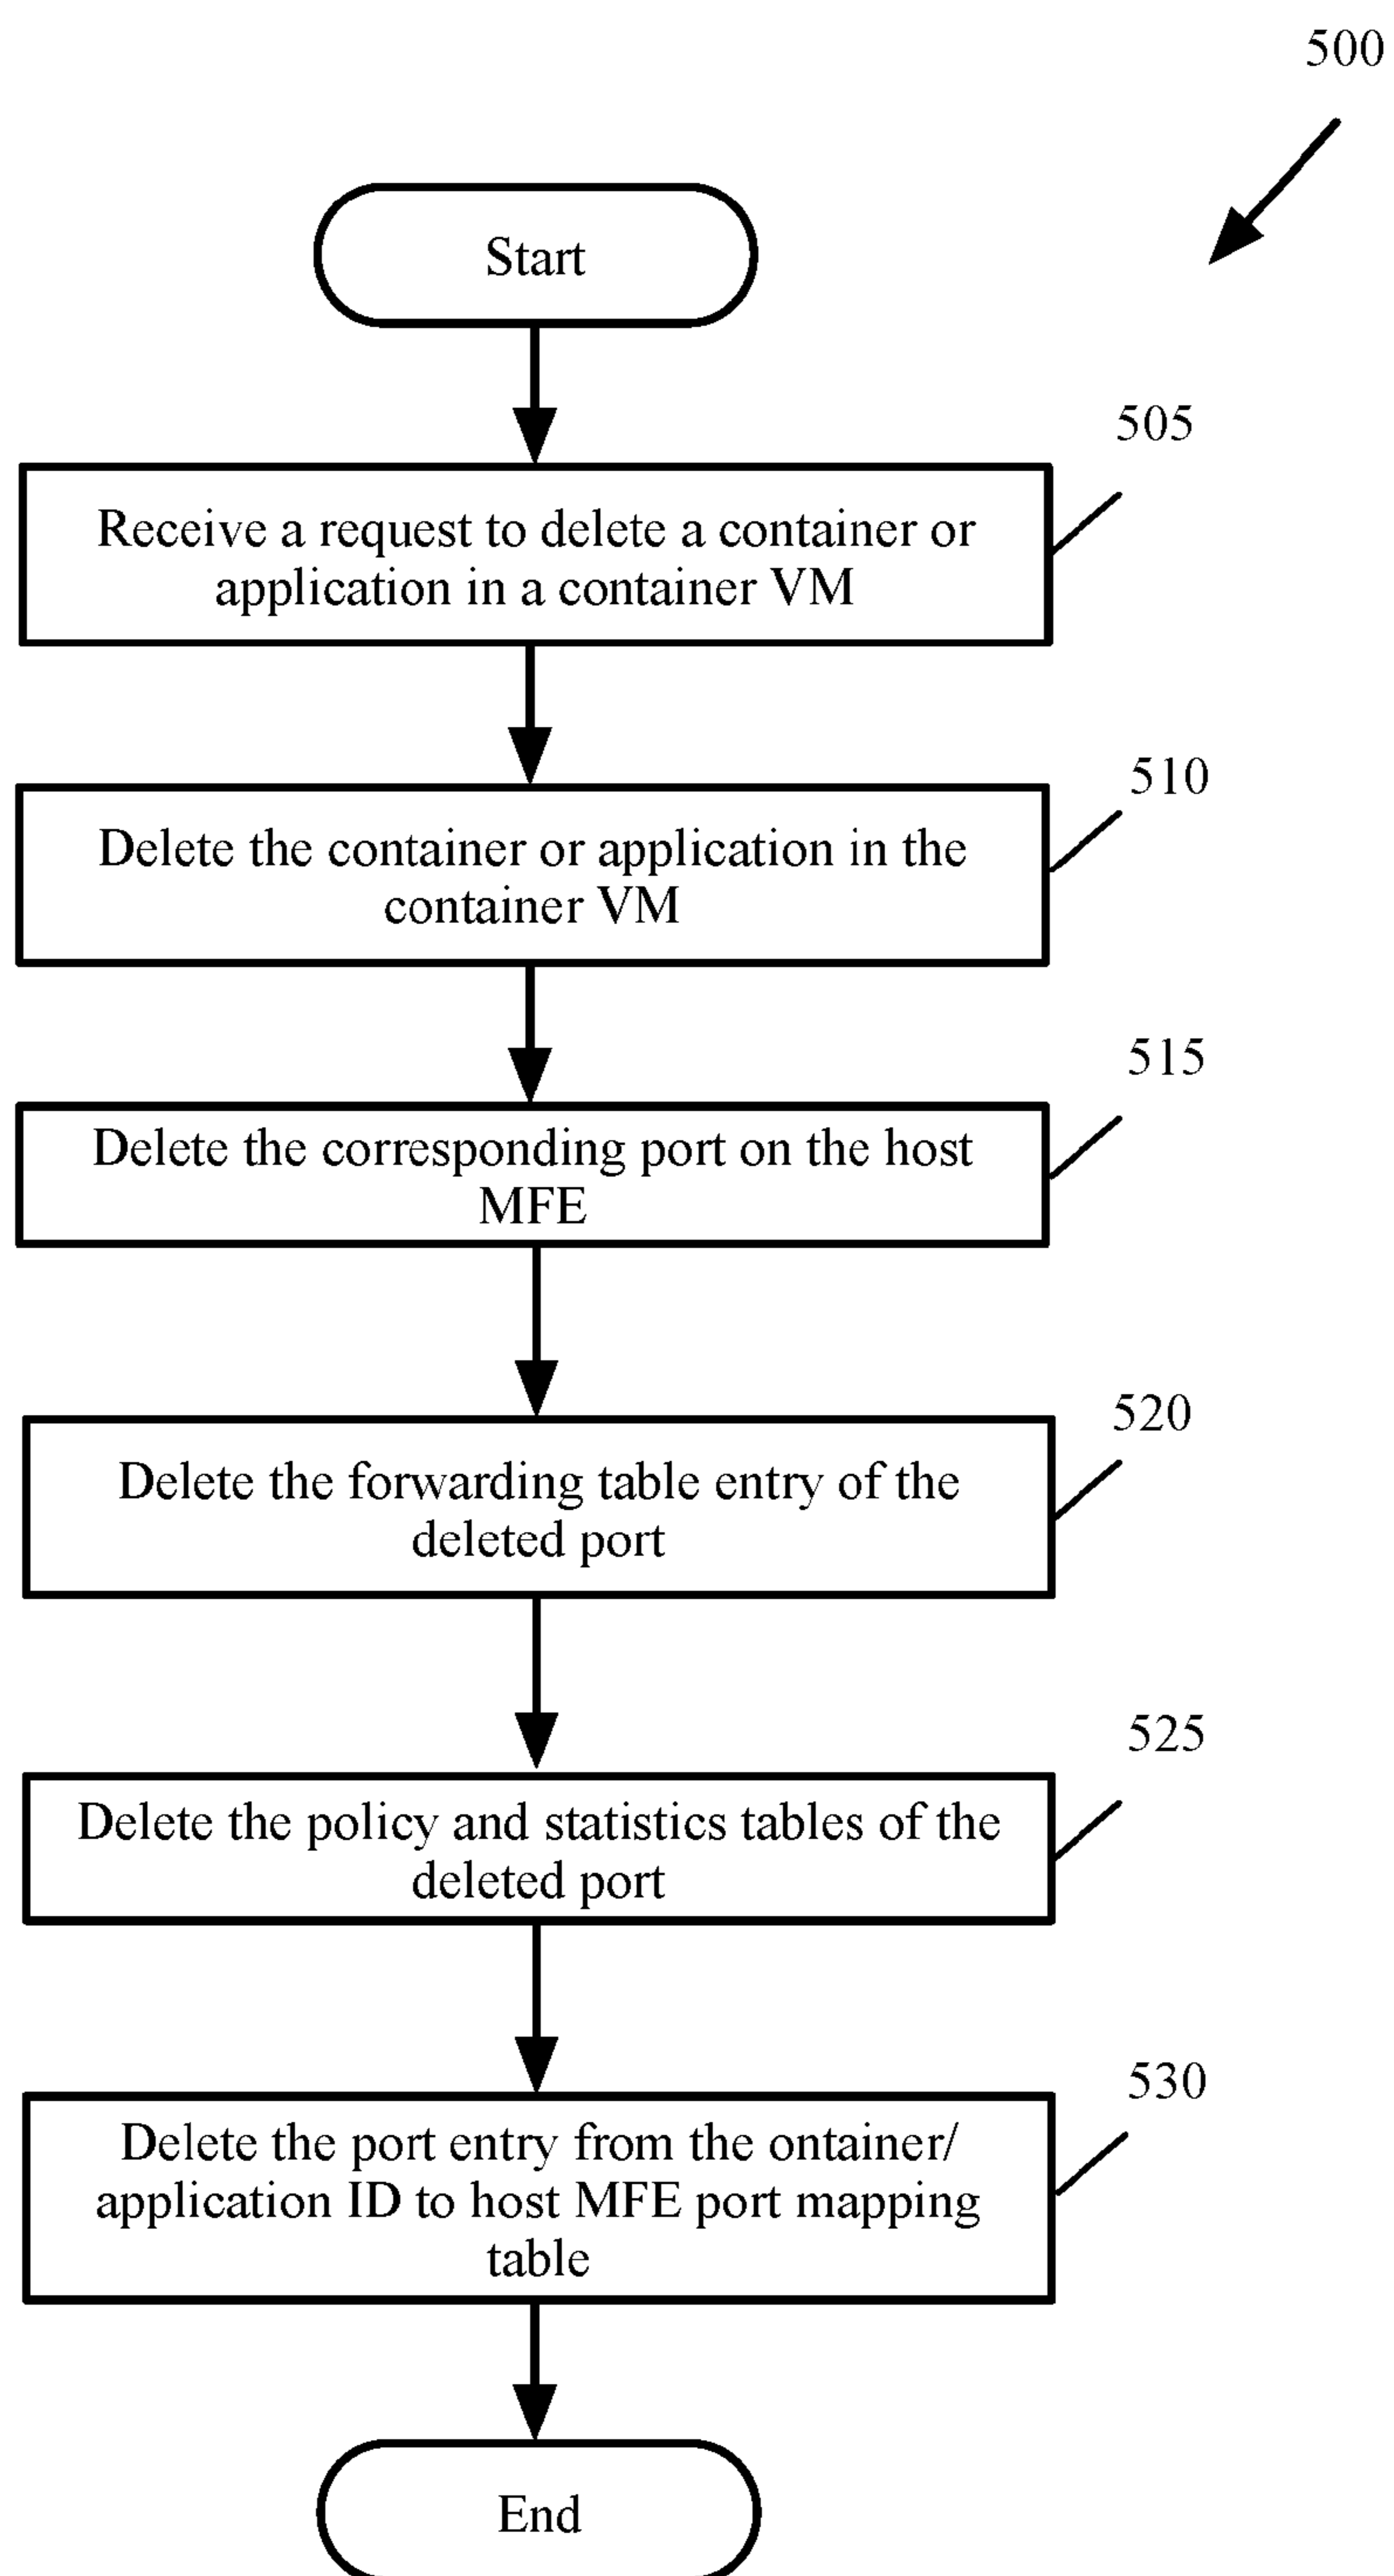 500
Start
505
Receive a request to delete a container or
application in a container VM
510
Delete the container or application in the
container VM
515
Delete the corresponding port on the host
MFE
520
Delete the forwarding table entry of the
deleted port
525
Delete the policy and statistics tables of the
deleted port
530
Delete the port entry from the ontainer/
application ID to host MFE port mapping
table
End